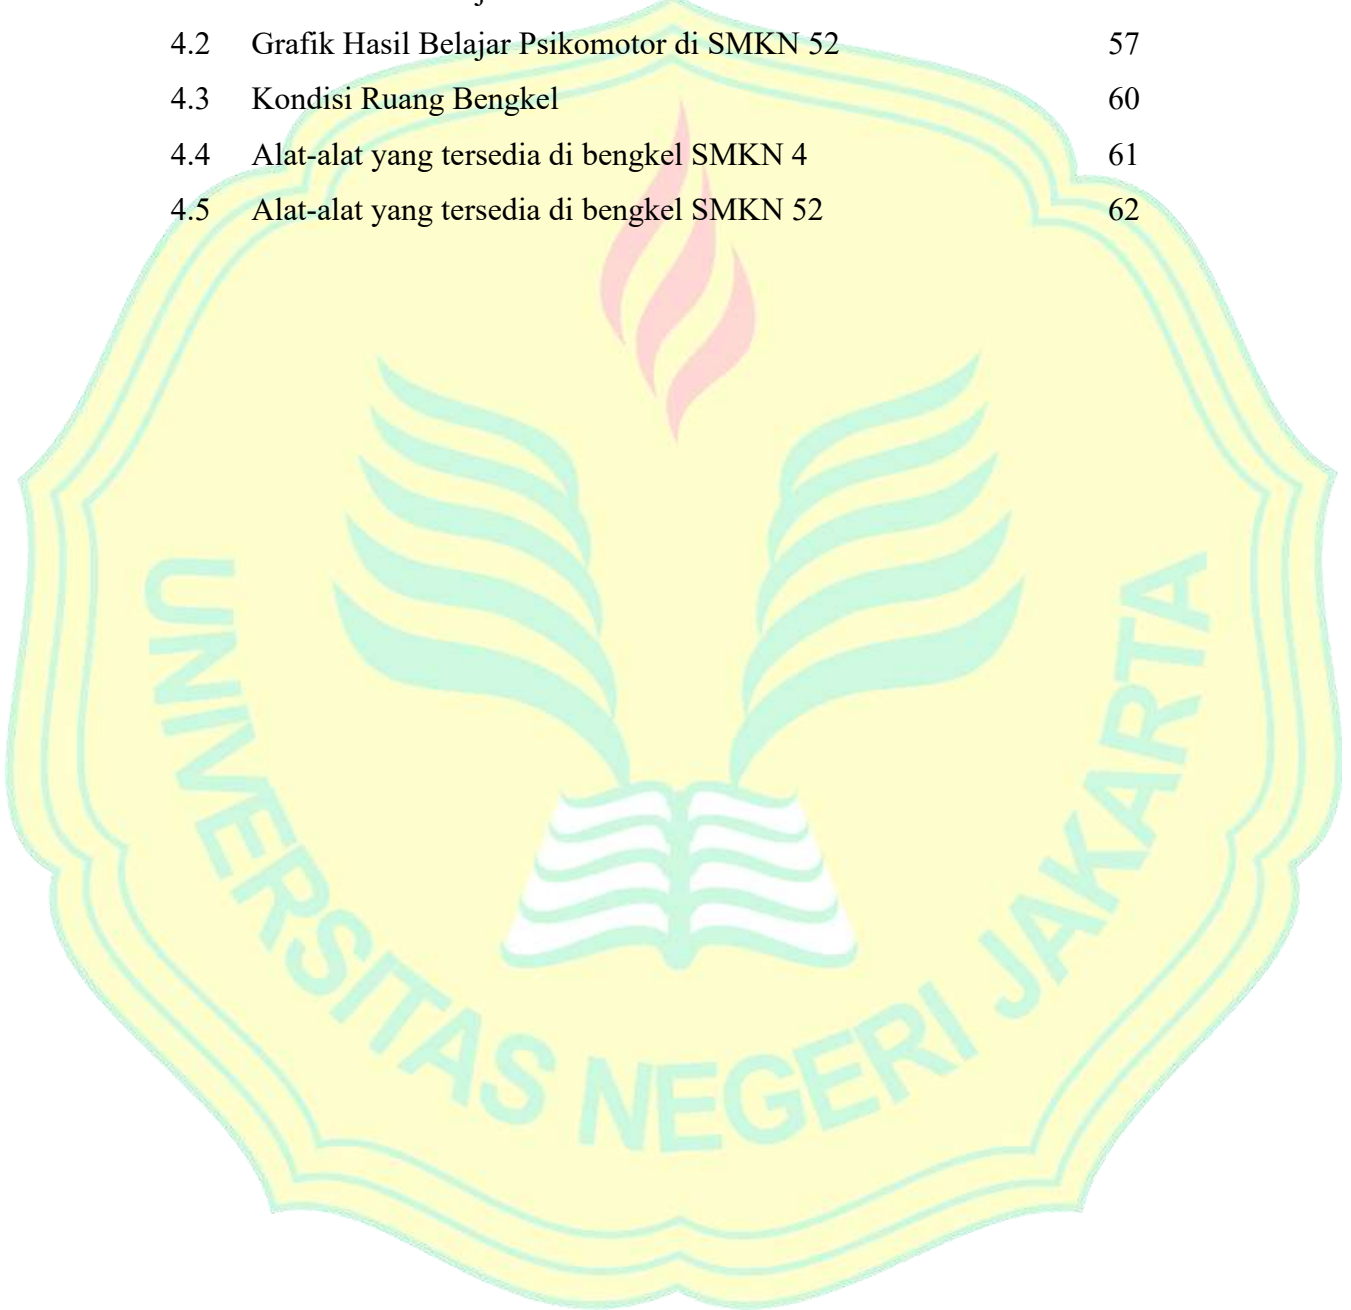 4.2 Grafik Hasil Belajar Psikomotor di SMKN 52 57
4.3 Kondisi Ruang Bengkel 60
4.4 Alat-alat yang tersedia di bengkel SMKN 4 61
4.5 Alat-alat yang tersedia di bengkel SMKN 52 62
UNIVERSITAS NEGERI JAKARTA